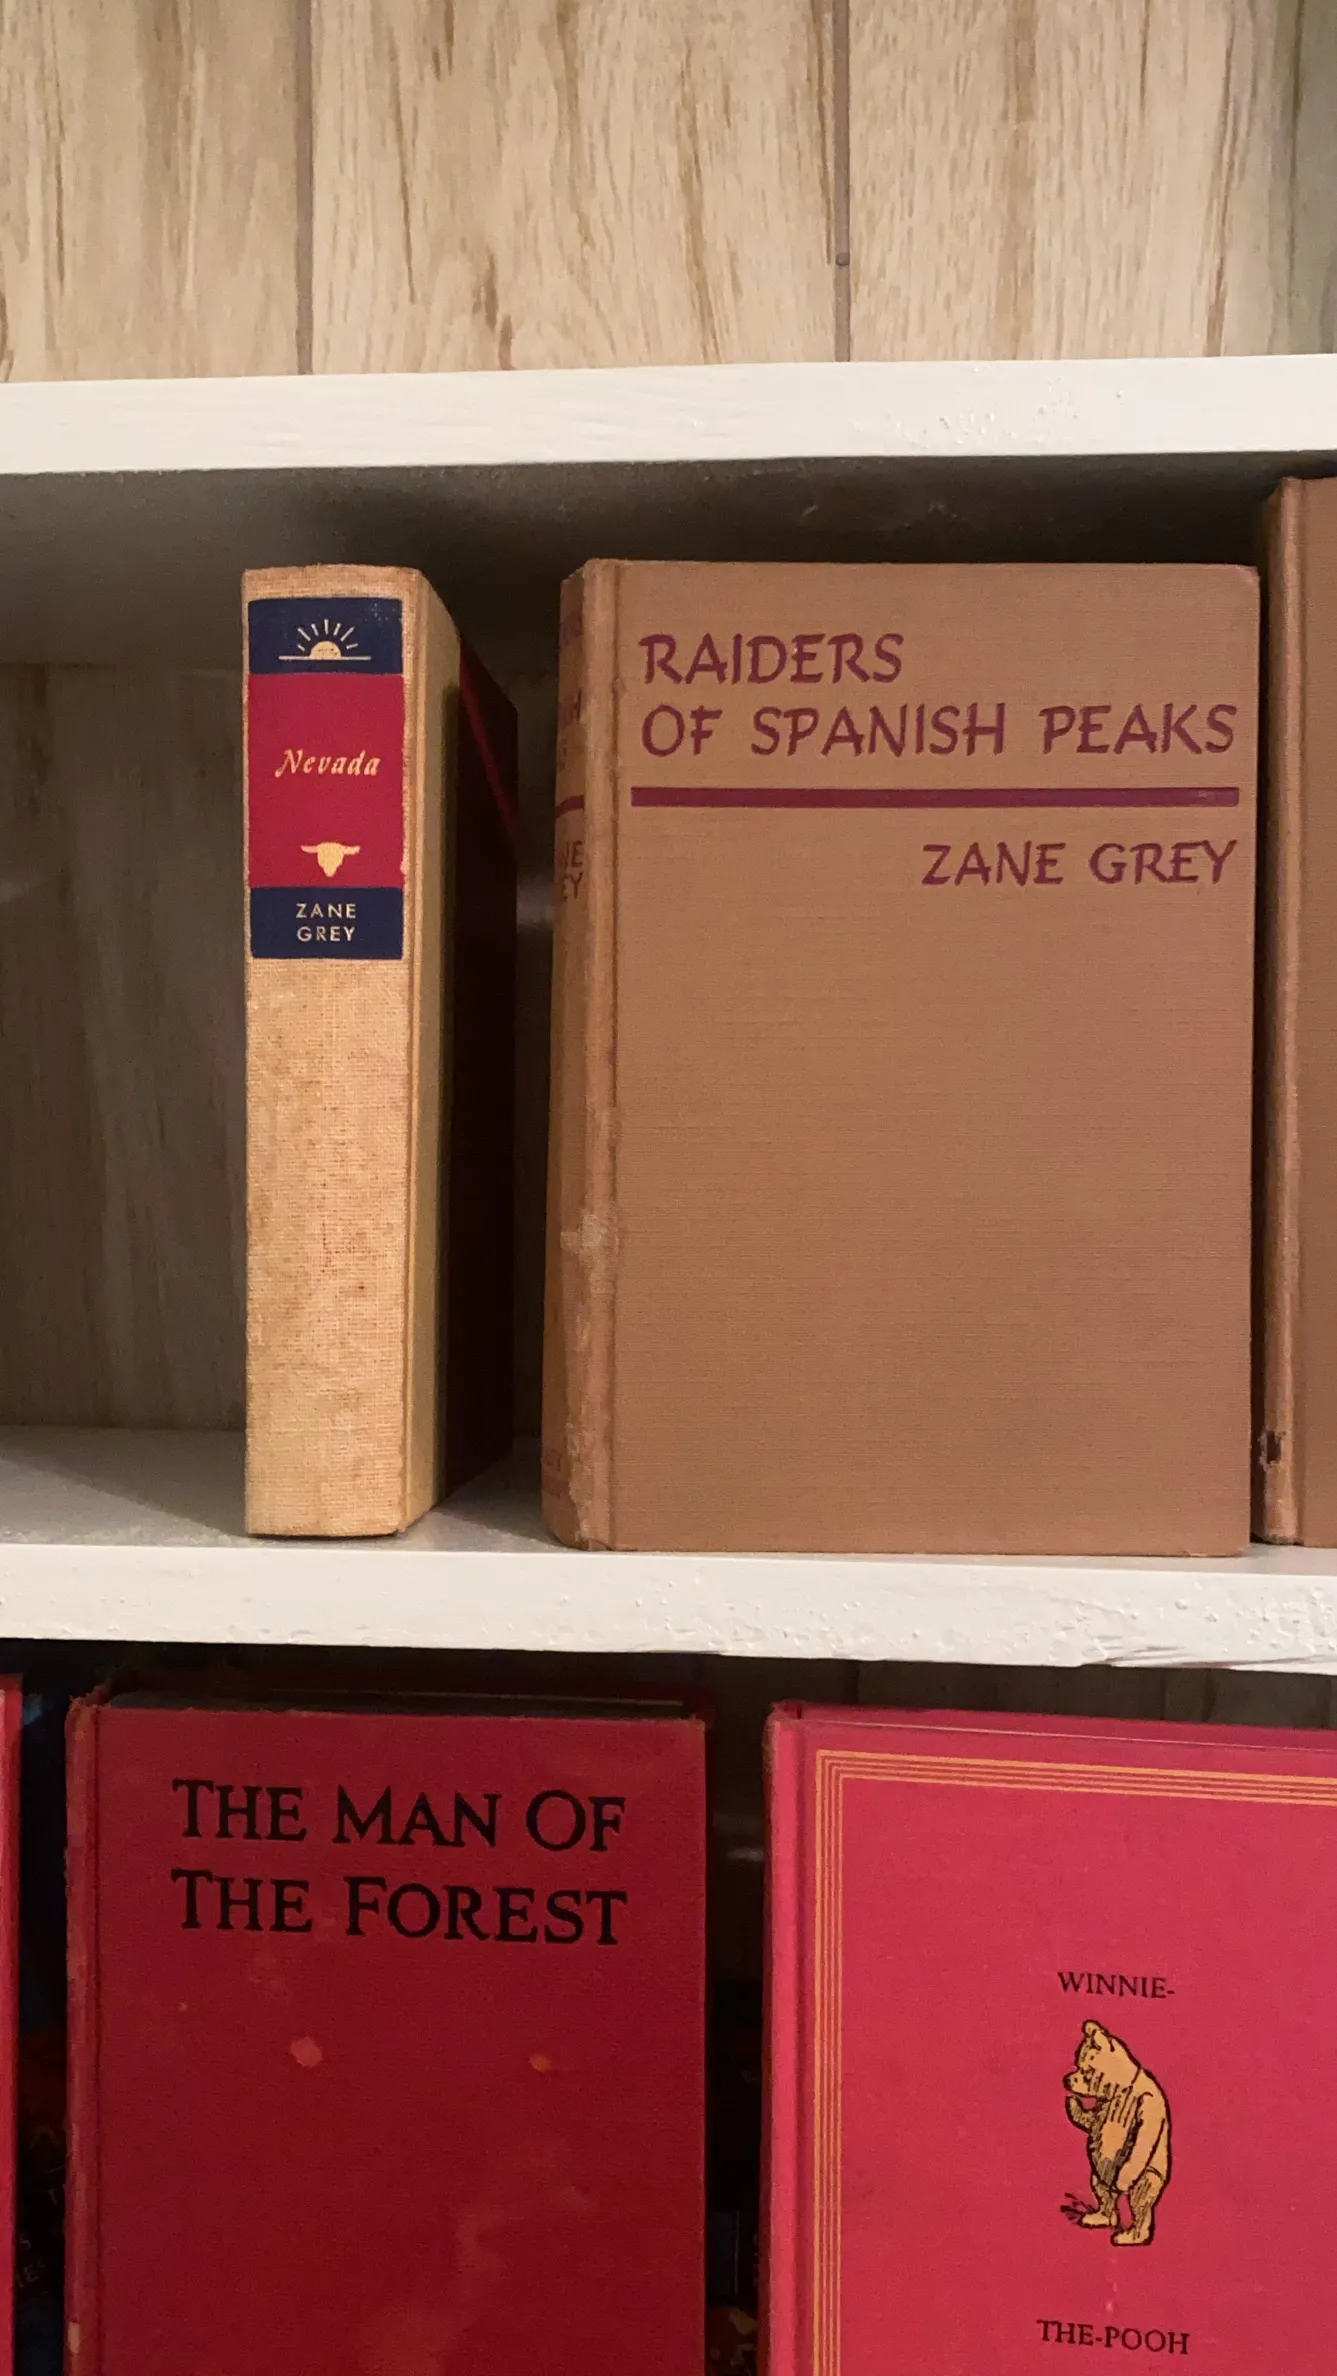 Nevada
ZANE
GREY
RAIDERS
OF SPANISH PEAKS
ZANE GREY
THE MAN OF
THE FOREST
WINNIE-
THE-POOH